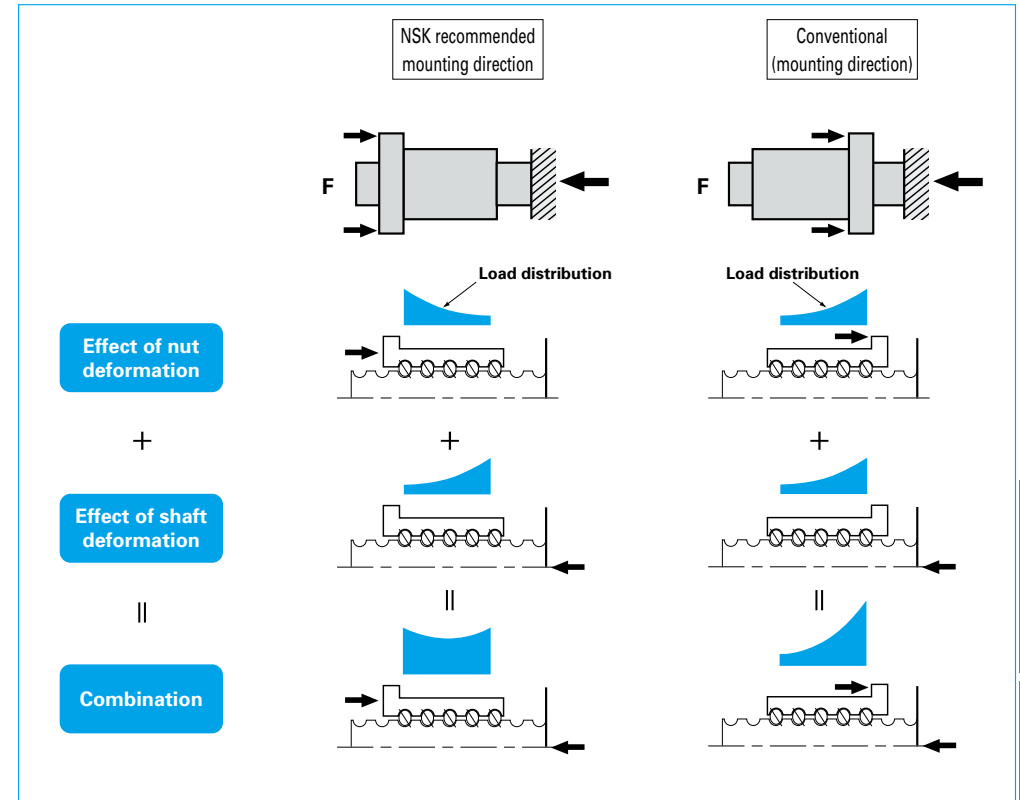 NSK recommended
mounting direction
Conventional
(mounting direction)
F
F
Load distribution
Load distribution
Effect of nut
deformation
+
+
+
Effect of shaft
deformation
=
=
=
Combination